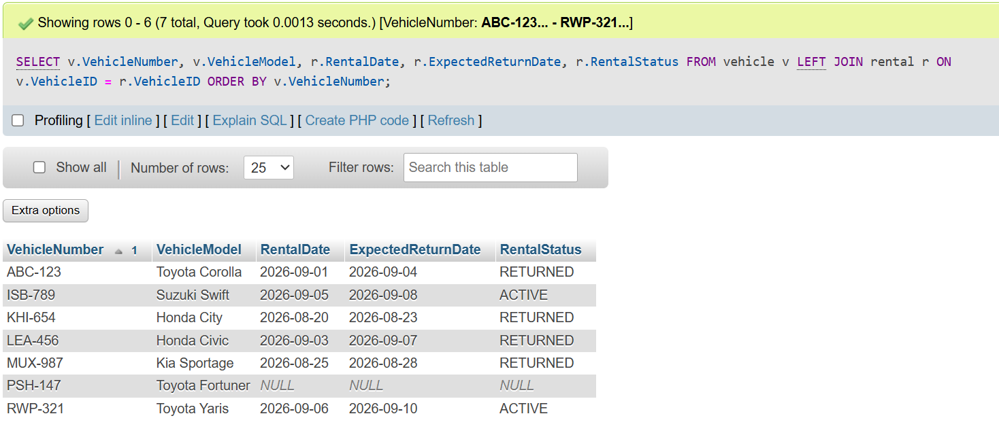 Showing rows 0 - 6 (7 total, Query took 0.0013 seconds.) [VehicleNumber: ABC-123... - RWP-321...]
SELECT v.VehicleNumber, v.VehicleModel, r.RentalDate, r.ExpectedReturnDate, r.RentalStatus FROM vehicle v LEFT JOIN rental r ON
v.VehicleID = r.VehicleID ORDER BY v.VehicleNumber;
Profiling [ Edit inline ] [ Edit ] [ Explain SQL ] [ Create PHP code ] [ Refresh ]
Show all | Number of rows: 25 Filter rows: Search this table
Extra options
VehicleNumber 1 VehicleModel RentalDate ExpectedReturnDate RentalStatus
ABC-123 Toyota Corolla 2026-09-01 2026-09-04 RETURNED
ISB-789 Suzuki Swift 2026-09-05 2026-09-08 ACTIVE
KHI-654 Honda City 2026-08-20 2026-08-23 RETURNED
LEA-456 Honda Civic 2026-09-03 2026-09-07 RETURNED
MUX-987 Kia Sportage 2026-08-25 2026-08-28 RETURNED
PSH-147 Toyota Fortuner NULL NULL NULL
RWP-321 Toyota Yaris 2026-09-06 2026-09-10 ACTIVE